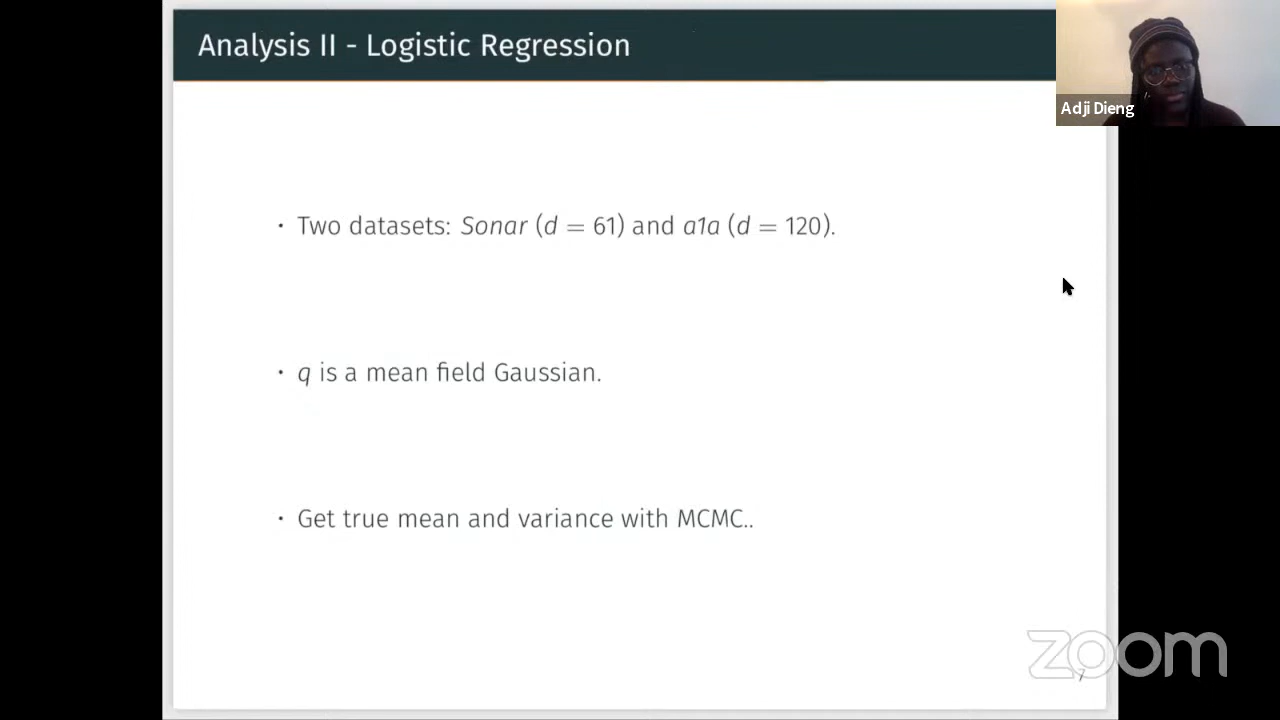 Analysis II - Logistic Regression
Adji Dieng
· Two datasets: Sonar (d = 61) and a1a (d = 120).
· q is a mean field Gaussian.
· Get true mean and variance with MCMC..
zoom
7